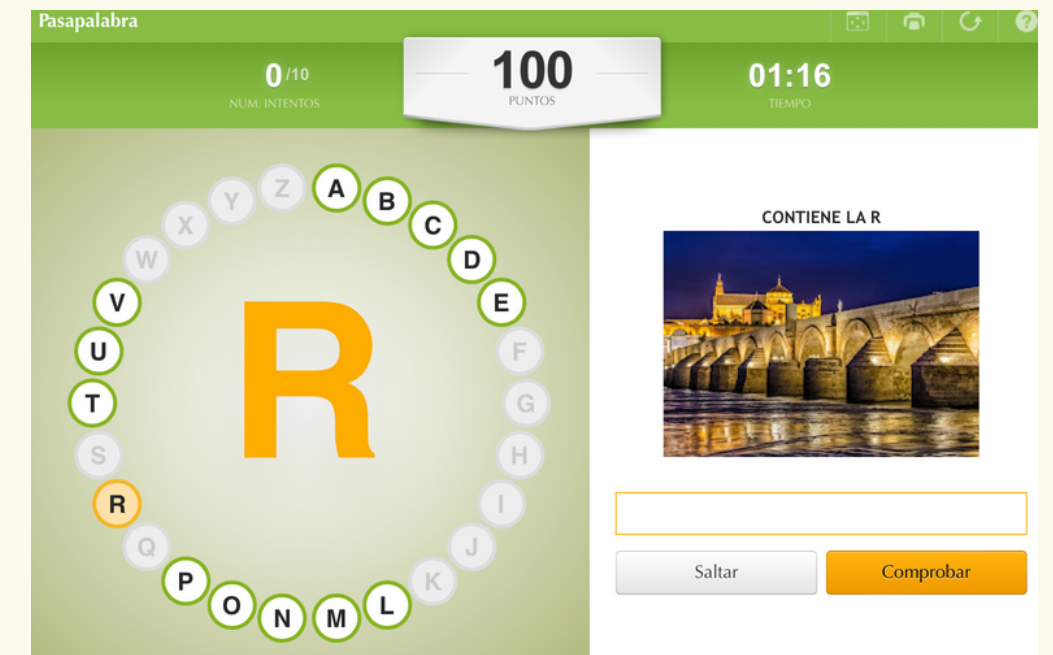 Pasapalabra
?
0/10
NUM. INTENTOS
100
PUNTOS
01:16
TIEMPO
A
B
C
D
E
F
G
H
I
J
K
L
M
N
O
P
Q
R
S
T
U
V
W
X
Y
Z
R
CONTIENE LA R
Saltar
Comprobar